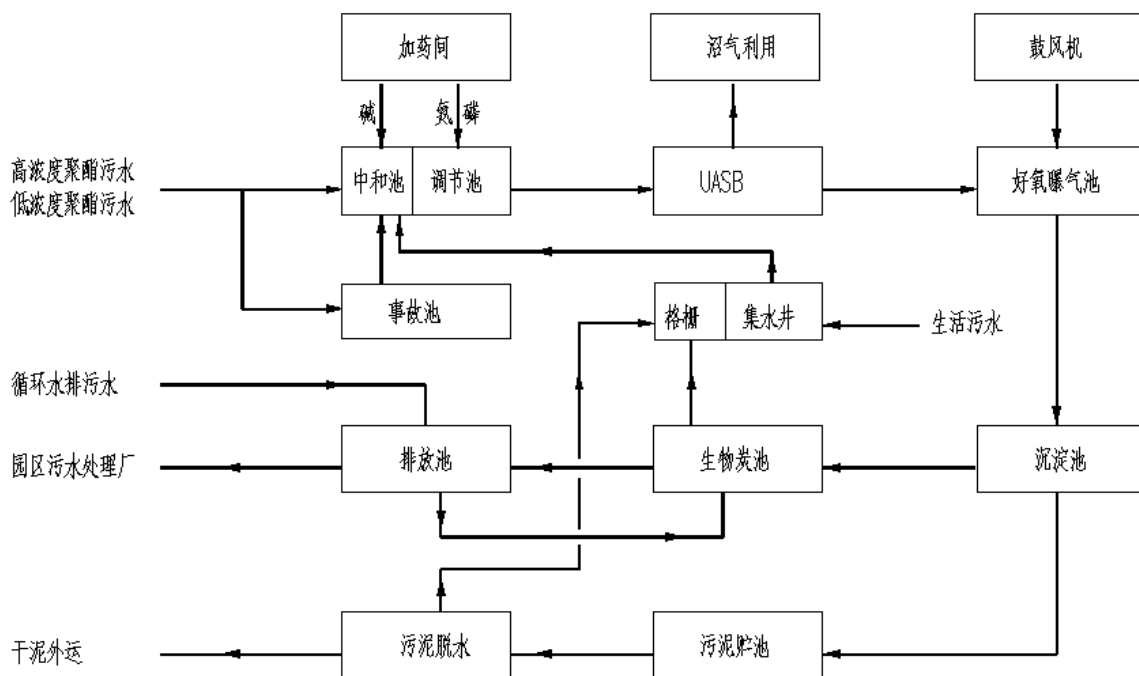 加药间
沼气利用
鼓风机
碱
氮 磷
高浓度聚酯污水
低浓度聚酯污水
中和池
调节池
UASB
好氧曝气池
事故池
格栅
集水井
生活污水
循环水排污水
园区污水处理厂
排放池
生物炭池
沉淀池
干泥外运
污泥脱水
污泥贮池